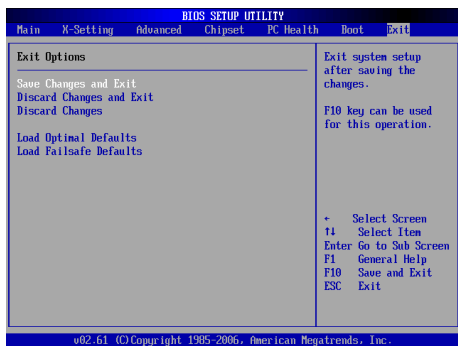 BIOS SETUP UTILITY
Main X-Setting Advanced Chipset PC Health Boot Exit
Exit Options
Save Changes and Exit
Discard Changes and Exit
Discard Changes
Load Optimal Defaults
Load Failsafe Defaults
Exit system setup
after saving the
changes.
F10 key can be used
for this operation.
← Select Screen
↑↓ Select Item
Enter Go to Sub Screen
F1 General Help
F10 Save and Exit
ESC Exit
v02.61 (C)Copyright 1985-2006, American Megatrends, Inc.